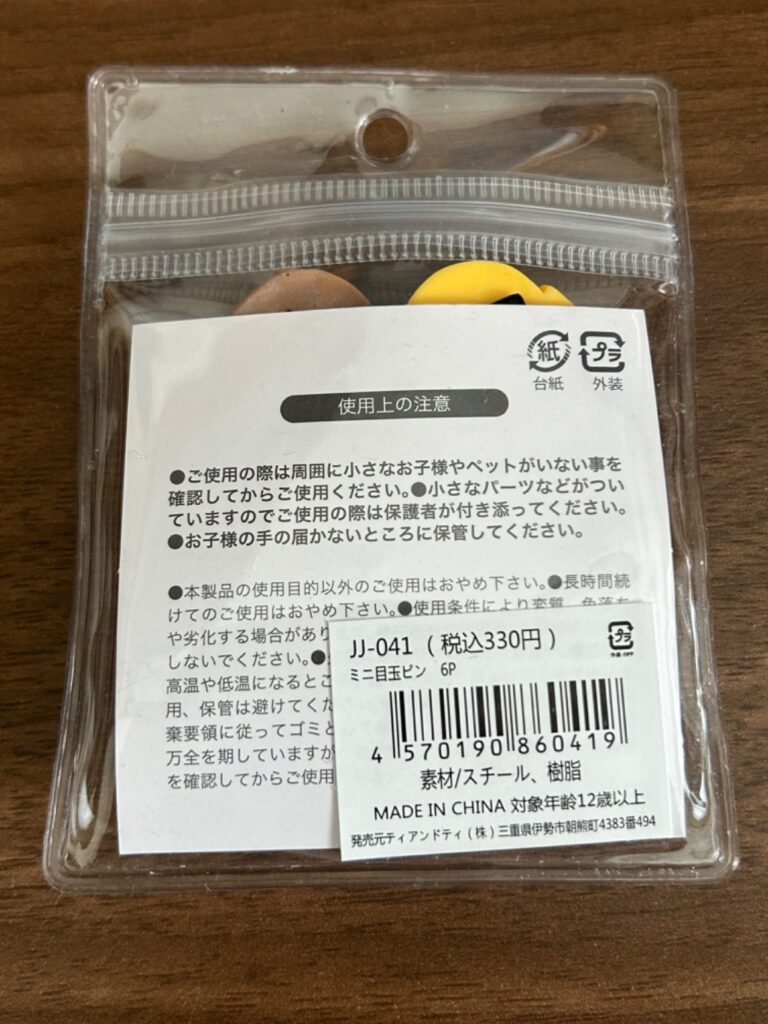 紙
プラ
台紙
外装
使用上の注意
●ご使用の際は周囲に小さなお子様やペットがいない事を
確認してからご使用ください。●小さなパーツなどがつい
ていますのでご使用の際は保護者が付き添ってください。
●お子様の手の届かないところに保管してください。
●本製品の使用目的以外のご使用はおやめ下さい。●長時間続
けてのご使用はおやめ下さい。●使用条件により変質、色落ち
や劣化する場合があり
しないでください。●
高温や低温になるとこ
用、保管は避けてくだ
棄要領に従ってゴミと
万全を期していますが
を確認してからご使用
JJ-041 (税込330円)
プラ
ミニ目玉ピン 6P
4 570190 860419
素材/スチール、樹脂
MADE IN CHINA 対象年齢12歳以上
発売元ティアンドティ(株)三重県伊勢市朝熊町4383番494